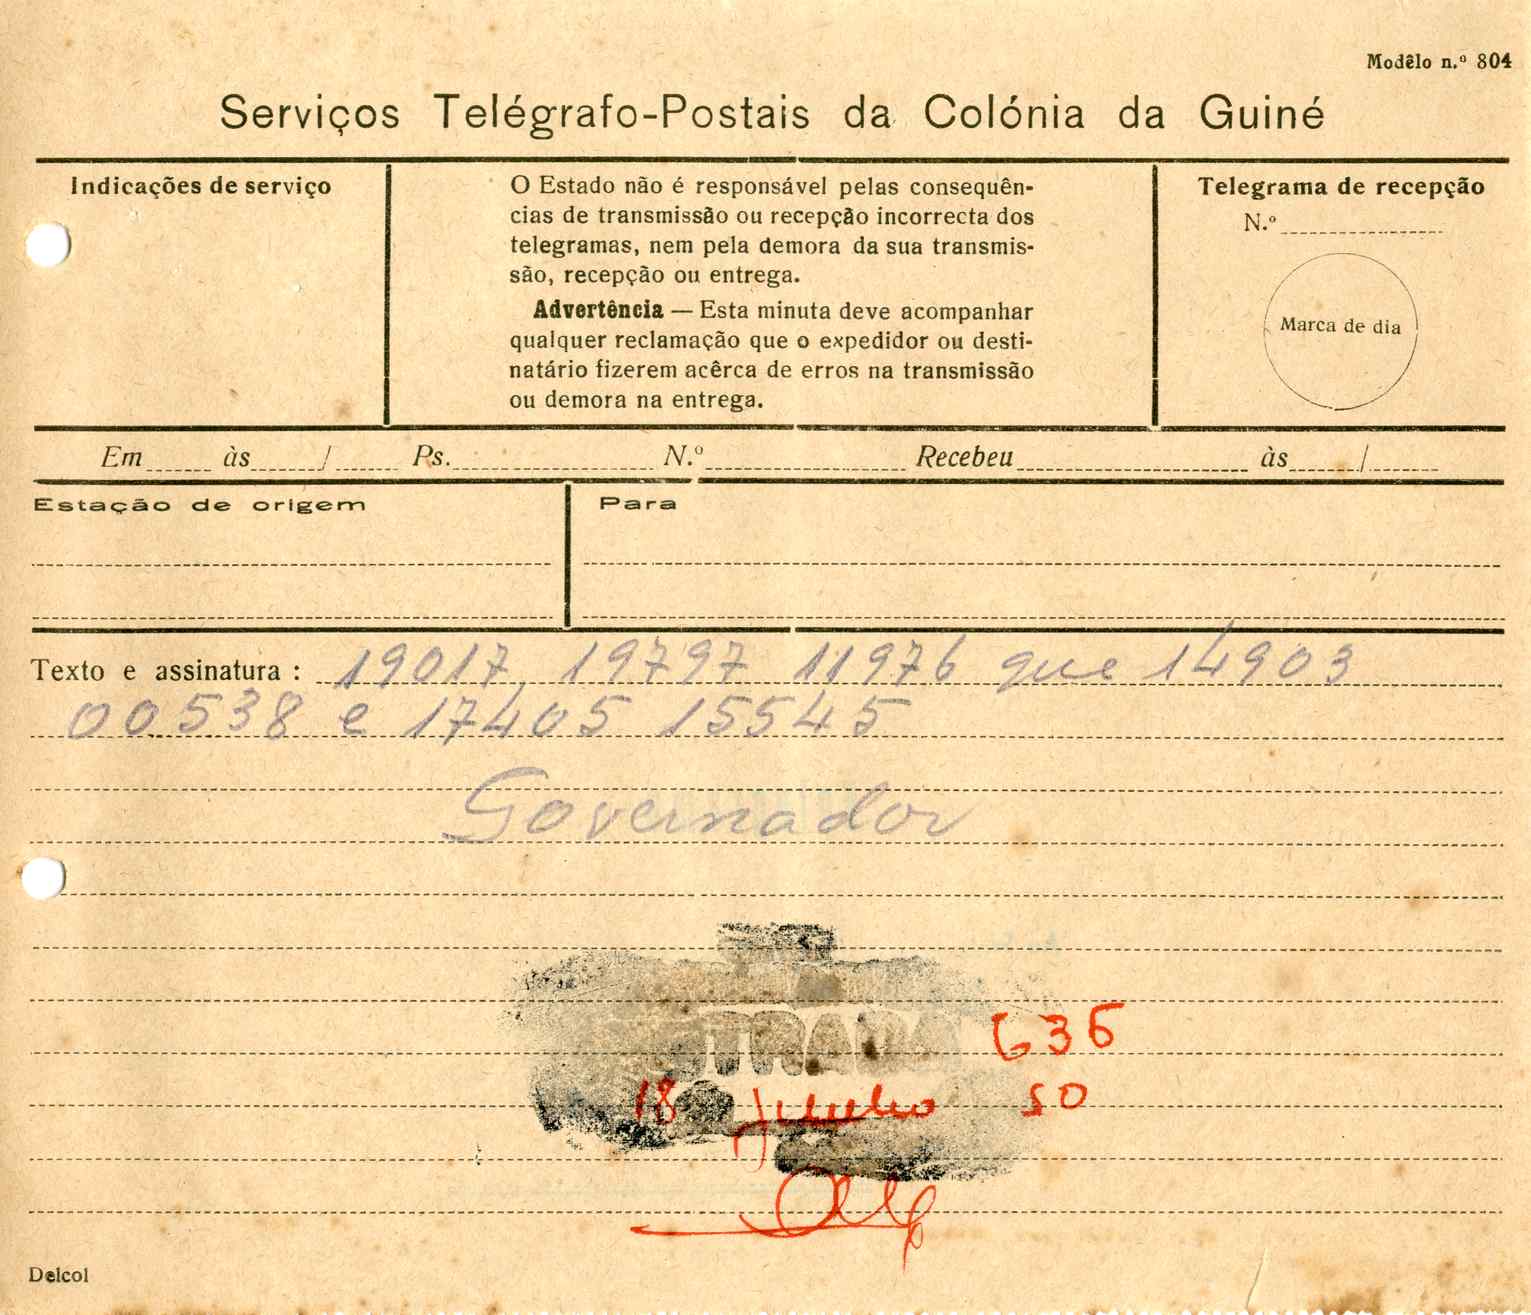 Modêlo n.º 804
Serviços Telégrafo-Postais da Colónia da Guiné
Indicações de serviço
O Estado não é responsável pelas consequên-
cias de transmissão ou recepção incorrecta dos
telegramas, nem pela demora da sua transmis-
são, recepção ou entrega.
Advertência — Esta minuta deve acompanhar
qualquer reclamação que o expedidor ou desti-
natário fizerem acêrca de erros na transmissão
ou demora na entrega.
Telegrama de recepção
N.º
Marca de dia
Em às / Ps. N.º Recebeu às /
Estação de origem
Para
Texto e assinatura : 19017 19797 11976 que 14903
00538 e 17405 15545
Governador
TRADA 636
18 Junho 50
Delcol